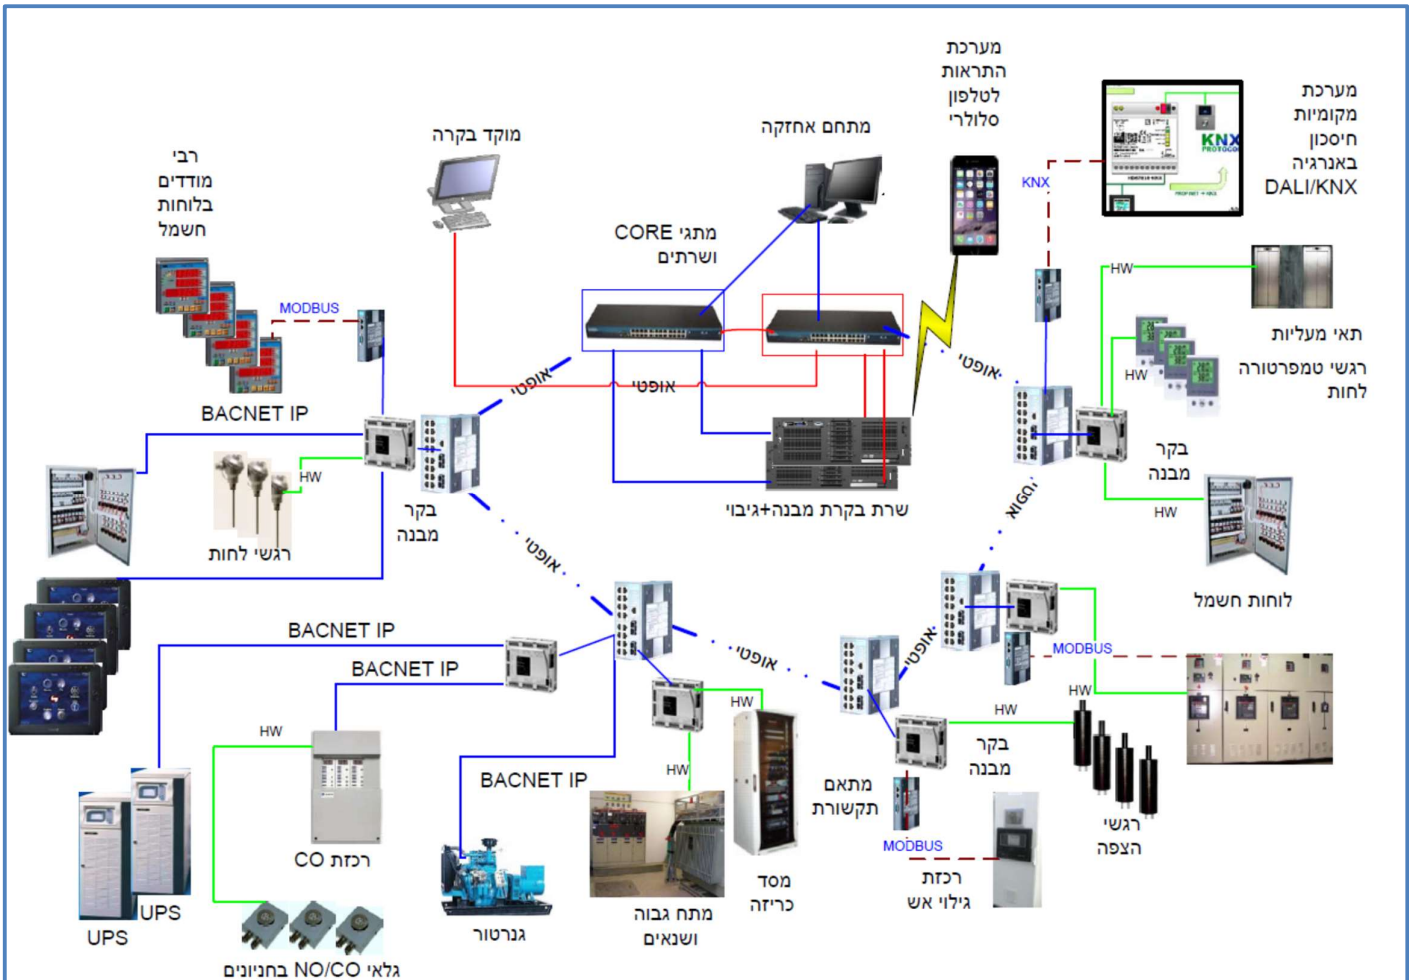 מערכת
התראות
לטלפון
סלולרי
מערכת
מקומיות
חיסכון
באנרגיה
DALI/KNX
KNX
PROTOCOL
PROFINET → KNX
KNX
מתחם אחזקה
מוקד בקרה
רבי
מודדים
בלוחות
חשמל
מתגי CORE
ושרתים
HW
תאי מעליות
רגשי טמפרטורה
לחות
HW
MODBUS
אופטי
אופטי
אופטי
BACNET IP
HW
רגשי לחות
בקר
מבנה
שרת בקרת מבנה+גיבוי
אופטי
בקר
מבנה
HW
לוחות חשמל
אופטי
BACNET IP
BACNET IP
אופטי
אופטי
MODBUS
HW
HW
HW
HW
HW
BACNET IP
מתאם
תקשורת
בקר
מבנה
רגשי
הצפה
MODBUS
רכזת
גילוי אש
רכזת CO
UPS
UPS
גלאי NO/CO בחניונים
גנרטור
מתח גבוה
ושנאים
מסד
כריזה